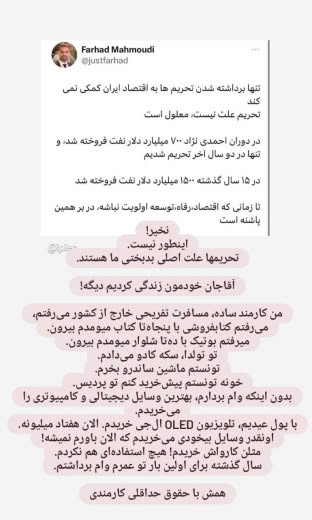 Farhad Mahmoudi
@justfarhad
تنها برداشته شدن تحریم ها به اقتصاد ایران کمکی نمی
کند
تحریم علت نیست، معلول است
در دوران احمدی نژاد ۷۰۰ میلیارد دلار نفت فروخته شد، و
تنها در دو سال آخر تحریم شدیم
در ۱۵ سال گذشته ۱۵۰۰ میلیارد دلار نفت فروخته شد
تا زمانی که اقتصاد،رفاه،توسعه اولویت نباشه، در بر همین
پاشنه است
نخیر!
اینطور نیست.
تحریمها علت اصلی بدبختی ما هستند.
آقاجان خودمون زندگی کردیم دیگه!
من کارمند ساده، مسافرت تفریحی خارج از کشور می‌رفتم،
می‌رفتم کتابفروشی با پنجاه‌تا کتاب میومدم بیرون.
میرفتم بوتیک با ده‌تا شلوار میومدم بیرون.
تو تولدا، سکه کادو می‌دادم.
تونستم ماشین ساندرو بخرم.
خونه تونستم پیش‌خرید کنم تو پردیس.
بدون اینکه وام بردارم، بهترین وسایل دیجیتالی و کامپیوتری را
می‌خریدم.
با پول عیدیم، تلویزیون OLED ال‌جی خریدم. الان هفتاد میلیونه.
اونقدر وسایل بیخودی می‌خریدم که الان باورم نمیشه!
مثلن کارواش خریدم! هیچ استفاده‌ای هم نکردم.
سال گذشته برای اولین بار تو عمرم وام برداشتم.
همش با حقوق حداقلی کارمندی